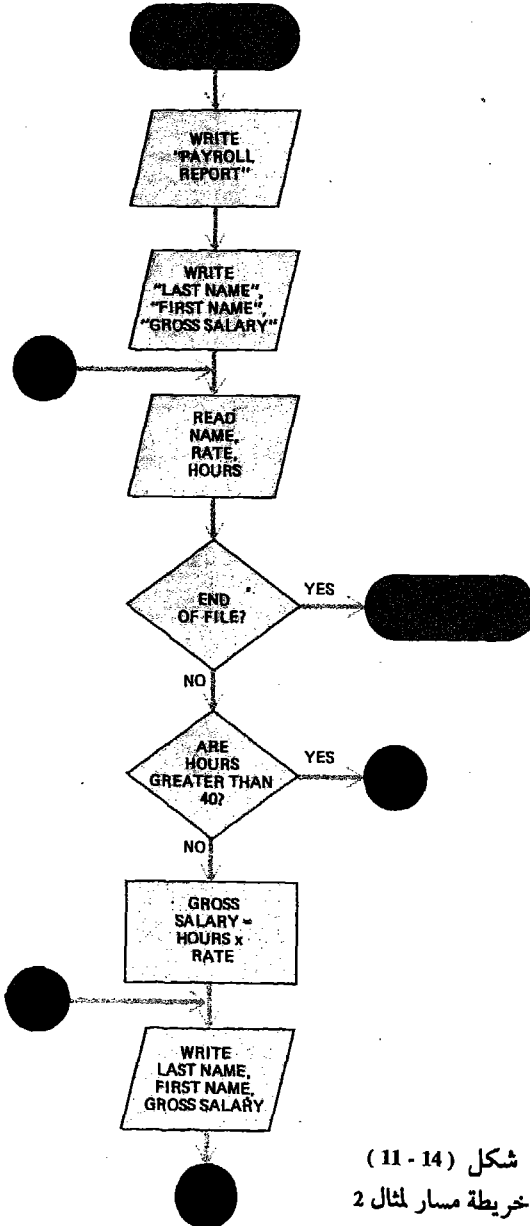 WRITE
"PAYROLL
REPORT"
WRITE
"LAST NAME",
"FIRST NAME",
"GROSS SALARY"
READ
NAME,
RATE,
HOURS
END
OF FILE?
YES
NO
ARE
HOURS
GREATER THAN
40?
YES
NO
GROSS
SALARY =
HOURS x
RATE
WRITE
LAST NAME,
FIRST NAME,
GROSS SALARY
شكل (14 - 11)
خريطة مسار لمثال 2